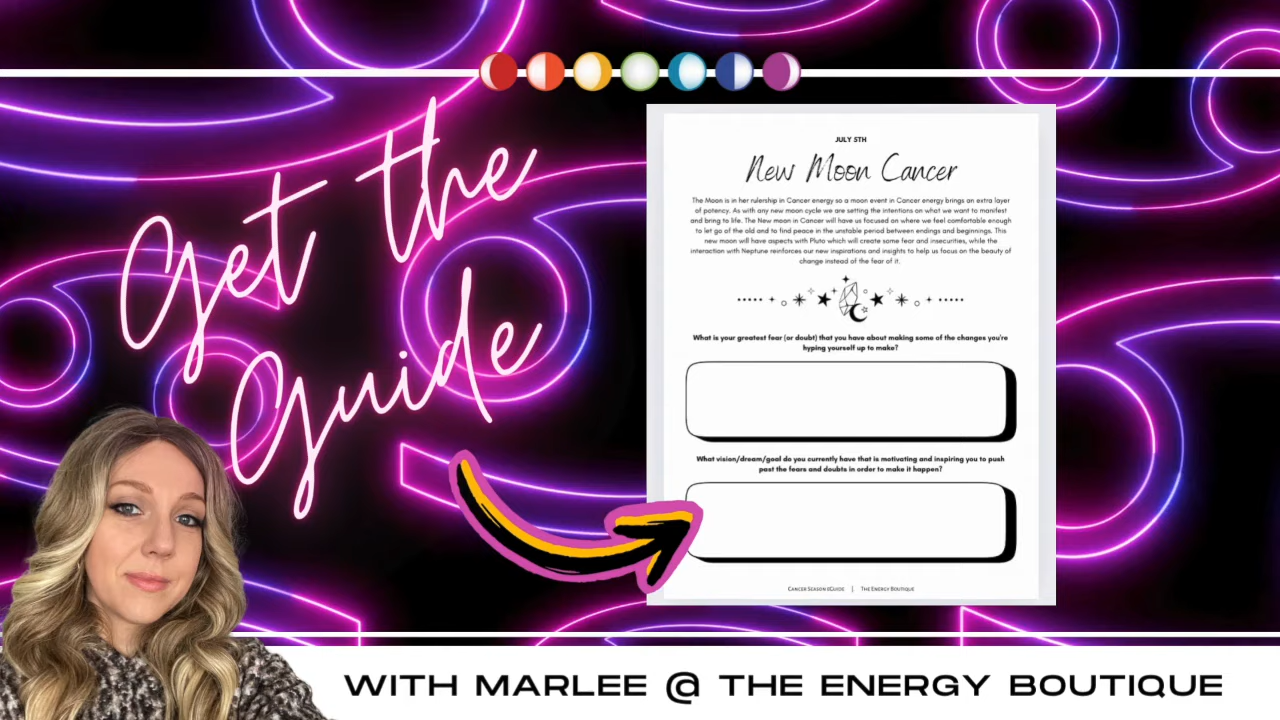 Get the
Guide
JULY 5TH
New Moon Cancer
The Moon is in her rulership in Cancer energy so a moon event in Cancer energy brings an extra layer
of potency. As with any new moon cycle we are setting the intentions on what we want to manifest
and bring to life. The New moon in Cancer will have us focused on where we feel comfortable enough
to let go of the old and to find peace in the unstable period between endings and beginnings. This
new moon will have aspects with Pluto which will create some fear and insecurities, while the
interaction with Neptune reinforces our new inspirations and insights to help us focus on the beauty of
change instead of the fear of it.
What is your greatest fear (or doubt) that you have about making some of the changes you're
hyping yourself up to make?
What vision/dream/goal do you currently have that is motivating and inspiring you to push
past the fears and doubts in order to make it happen?
Cancer Season eGuide | The Energy Boutique
WITH MARLEE @ THE ENERGY BOUTIQUE